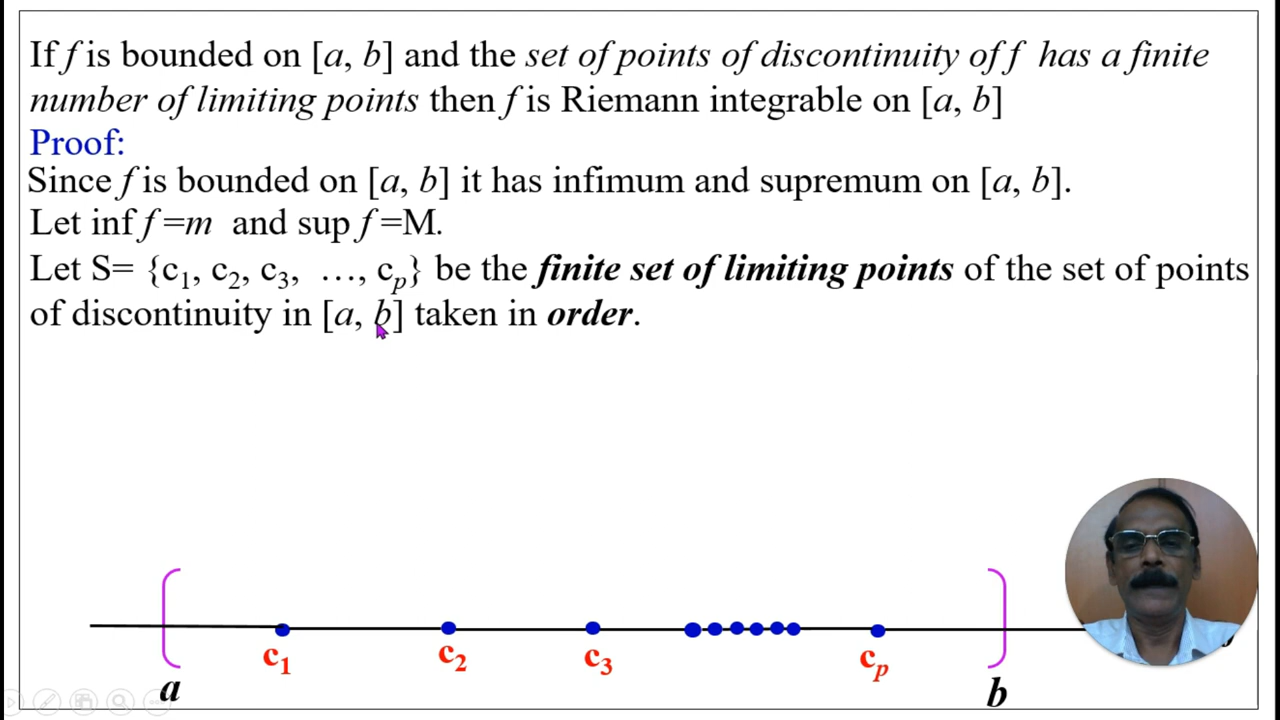 If f is bounded on [a, b] and the set of points of discontinuity of f has a finite
number of limiting points then f is Riemann integrable on [a, b]
Proof:
Since f is bounded on [a, b] it has infimum and supremum on [a, b].
Let inf f =m and sup f =M.
Let S= {c₁, c₂, c₃, …, cₚ} be the finite set of limiting points of the set of points
of discontinuity in [a, b] taken in order.
c₁ c₂ c₃ cₚ
a b